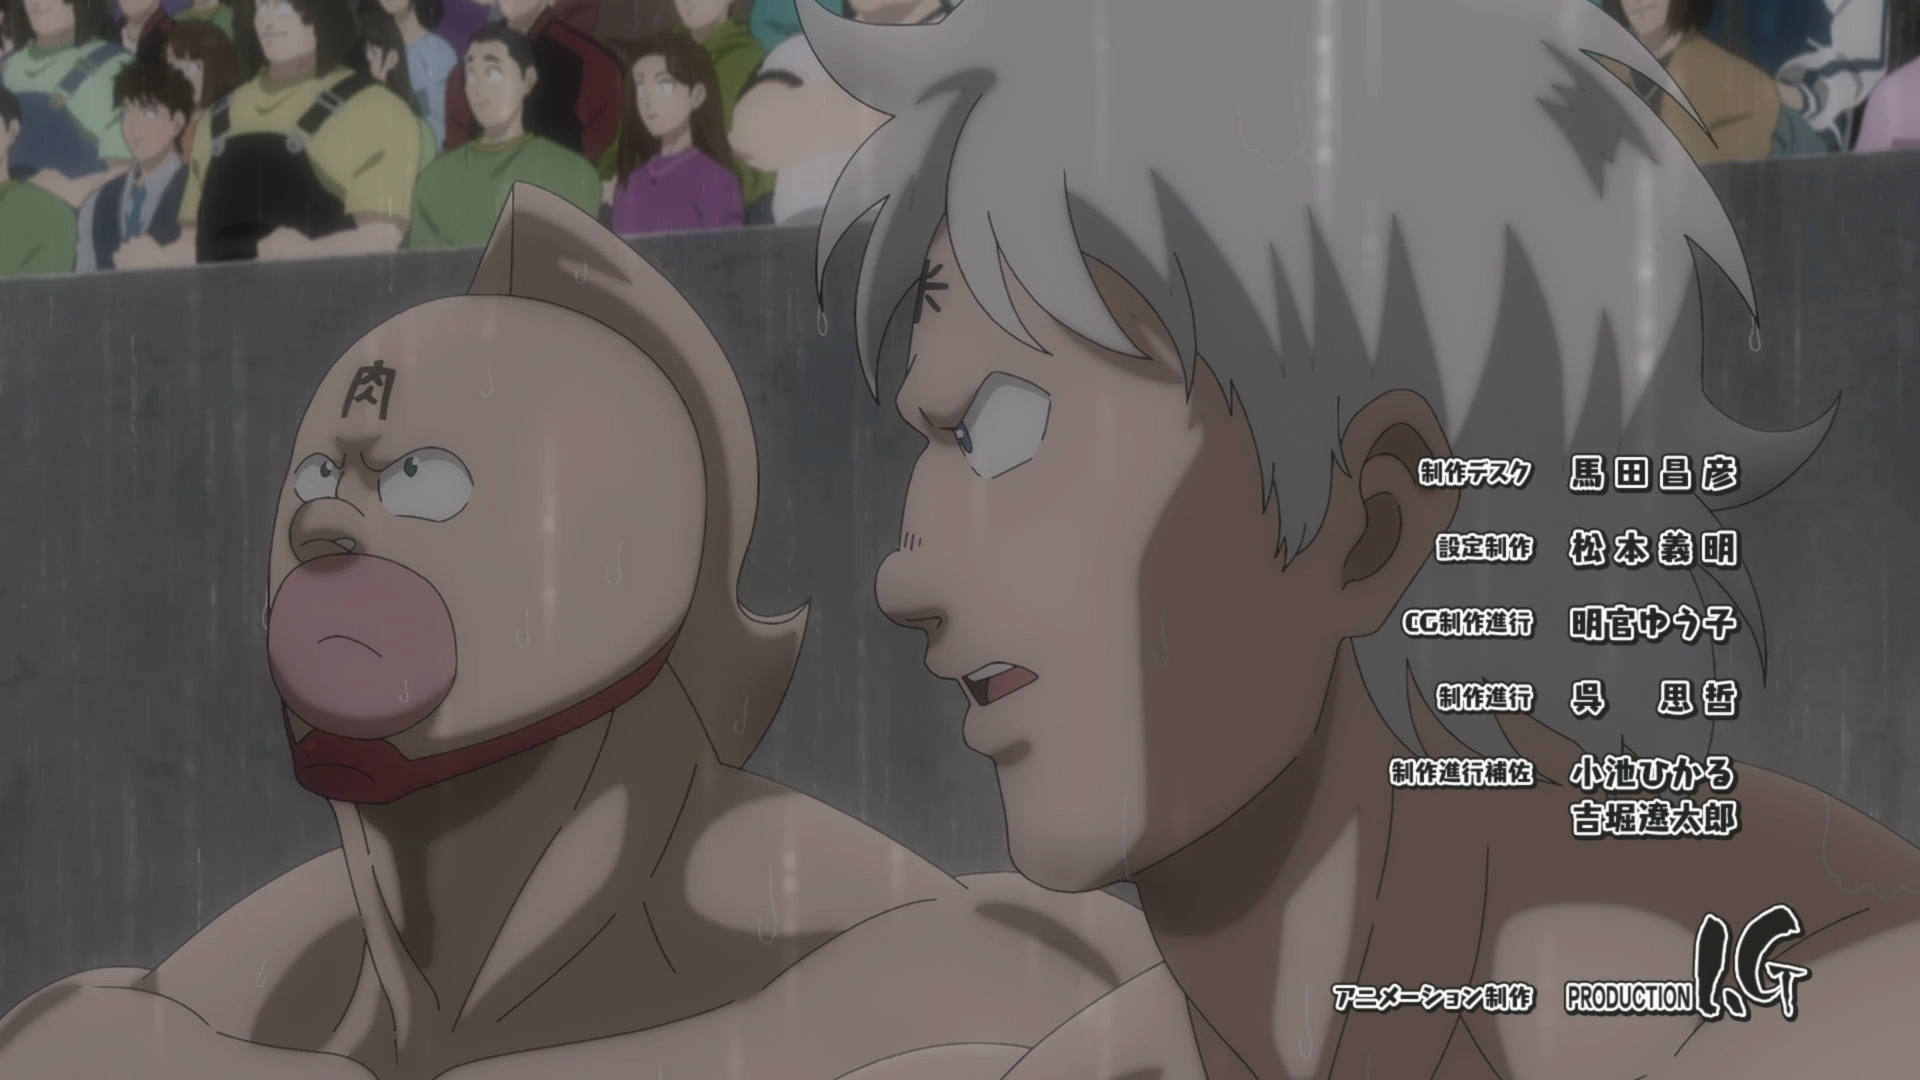 肉
米
制作デスク 馬田昌彦
設定制作 松本義明
CG制作進行 明官ゆう子
制作進行 呉 思哲
制作進行補佐 小池ひかる
吉堀遼太郎
アニメーション制作 PRODUCTION I.G